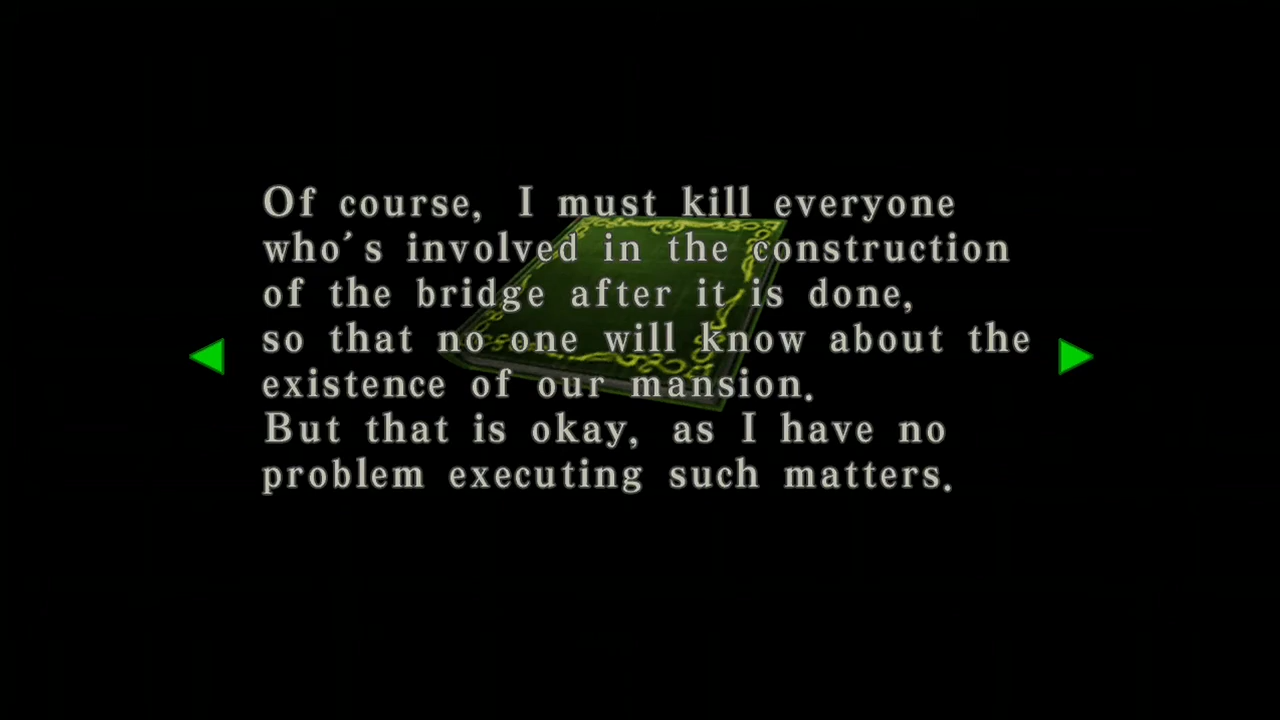 Of course, I must kill everyone
who's involved in the construction
of the bridge after it is done,
so that no one will know about the
existence of our mansion.
But that is okay, as I have no
problem executing such matters.